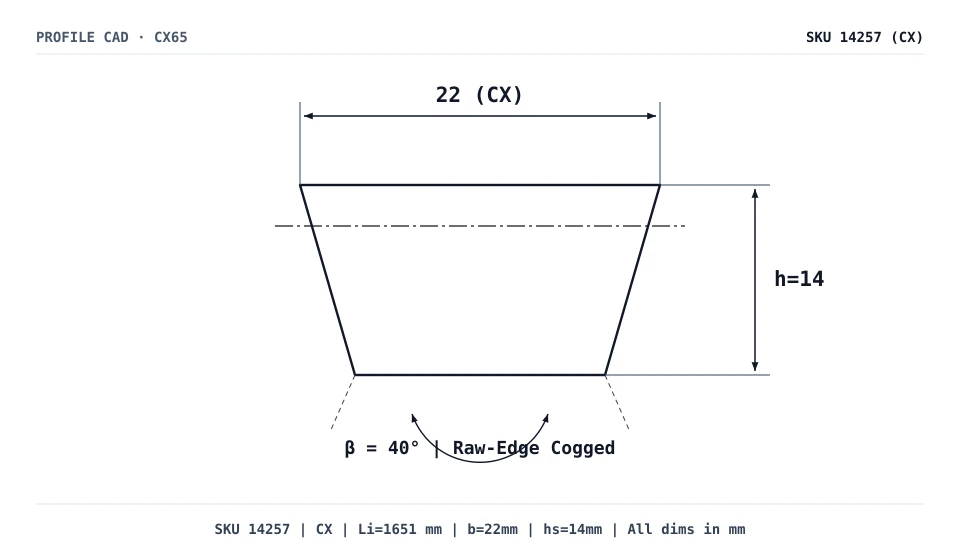 PROFILE CAD · CX65
SKU 14257 (CX)
22 (CX)
h=14
β = 40° | Raw-Edge Cogged
SKU 14257 | CX | Li=1651 mm | b=22mm | hs=14mm | All dims in mm